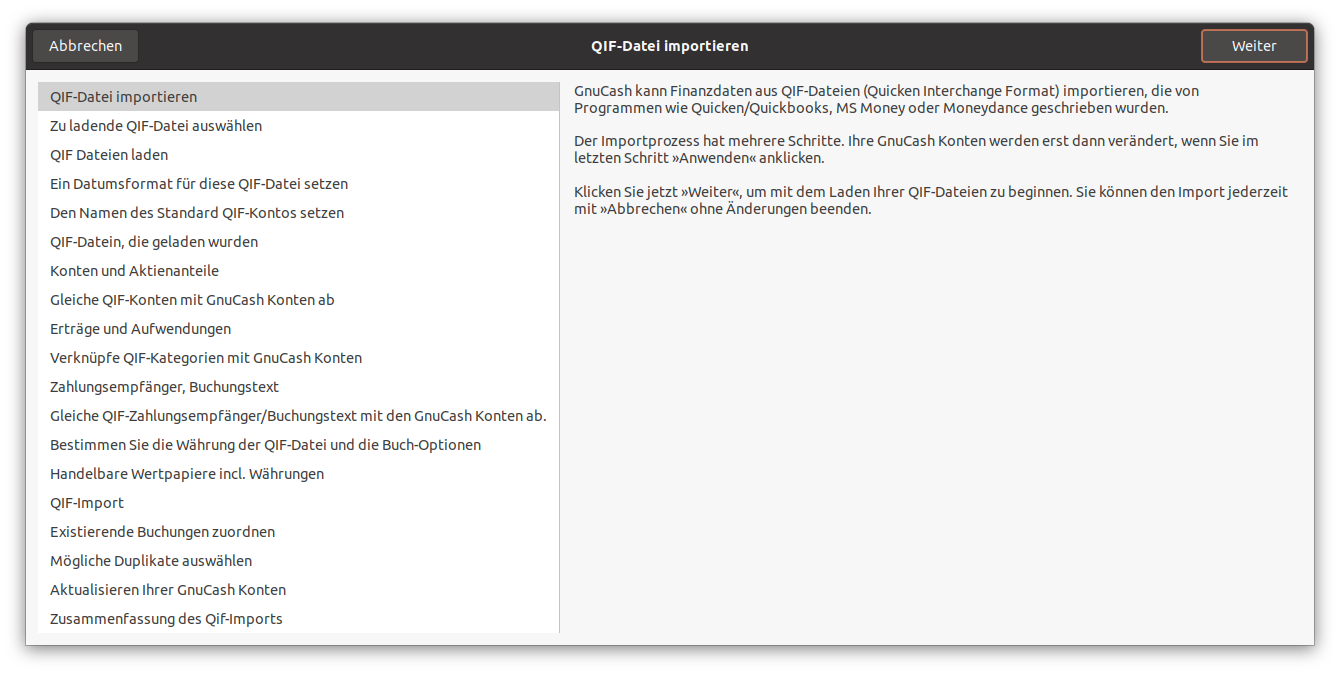 Abbrechen
QIF-Datei importieren
Weiter
QIF-Datei importieren
Zu ladende QIF-Datei auswählen
QIF Dateien laden
Ein Datumsformat für diese QIF-Datei setzen
Den Namen des Standard QIF-Kontos setzen
QIF-Datein, die geladen wurden
Konten und Aktienanteile
Gleiche QIF-Konten mit GnuCash Konten ab
Erträge und Aufwendungen
Verknüpfe QIF-Kategorien mit GnuCash Konten
Zahlungsempfänger, Buchungstext
Gleiche QIF-Zahlungsempfänger/Buchungstext mit den GnuCash Konten ab.
Bestimmen Sie die Währung der QIF-Datei und die Buch-Optionen
Handelbare Wertpapiere incl. Währungen
QIF-Import
Existierende Buchungen zuordnen
Mögliche Duplikate auswählen
Aktualisieren Ihrer GnuCash Konten
Zusammenfassung des Qif-Imports
GnuCash kann Finanzdaten aus QIF-Dateien (Quicken Interchange Format) importieren, die von
Programmen wie Quicken/Quickbooks, MS Money oder Moneydance geschrieben wurden.
Der Importprozess hat mehrere Schritte. Ihre GnuCash Konten werden erst dann verändert, wenn Sie im
letzten Schritt »Anwenden« anklicken.
Klicken Sie jetzt »Weiter«, um mit dem Laden Ihrer QIF-Dateien zu beginnen. Sie können den Import jederzeit
mit »Abbrechen« ohne Änderungen beenden.